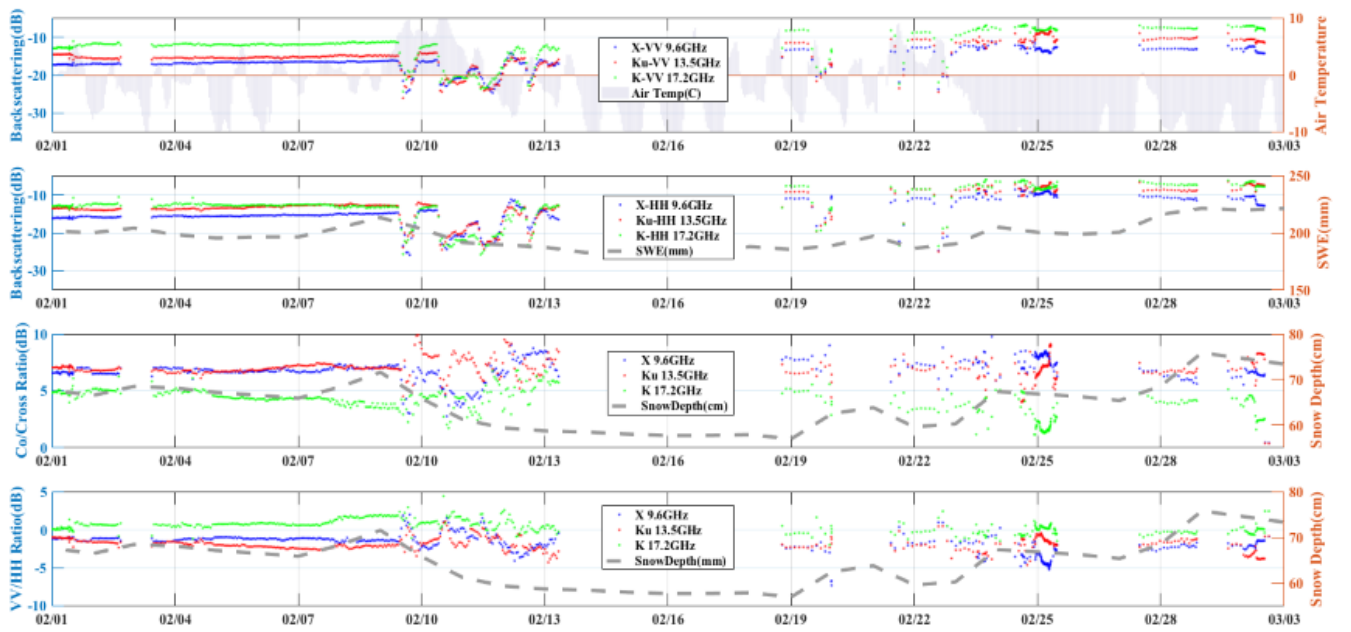 Backscattering(dB)
-10
-20
-30
X-VV 9.6GHz
Ku-VV 13.5GHz
K-VV 17.2GHz
Air Temp(C)
10
0
-10
Air Temperature
02/01 02/04 02/07 02/10 02/13 02/16 02/19 02/22 02/25 02/28 03/03
Backscattering(dB)
-10
-20
-30
X-HH 9.6GHz
Ku-HH 13.5GHz
K-HH 17.2GHz
SWE(mm)
250
200
150
SWE(mm)
02/01 02/04 02/07 02/10 02/13 02/16 02/19 02/22 02/25 02/28 03/03
Co/Cross Ratio(dB)
10
5
0
X 9.6GHz
Ku 13.5GHz
K 17.2GHz
SnowDepth(cm)
80
70
60
Snow Depth(cm)
02/01 02/04 02/07 02/10 02/13 02/16 02/19 02/22 02/25 02/28 03/03
VV/HH Ratio(dB)
5
0
-5
-10
X 9.6GHz
Ku 13.5GHz
K 17.2GHz
SnowDepth(mm)
80
70
60
Snow Depth(cm)
02/01 02/04 02/07 02/10 02/13 02/16 02/19 02/22 02/25 02/28 03/03